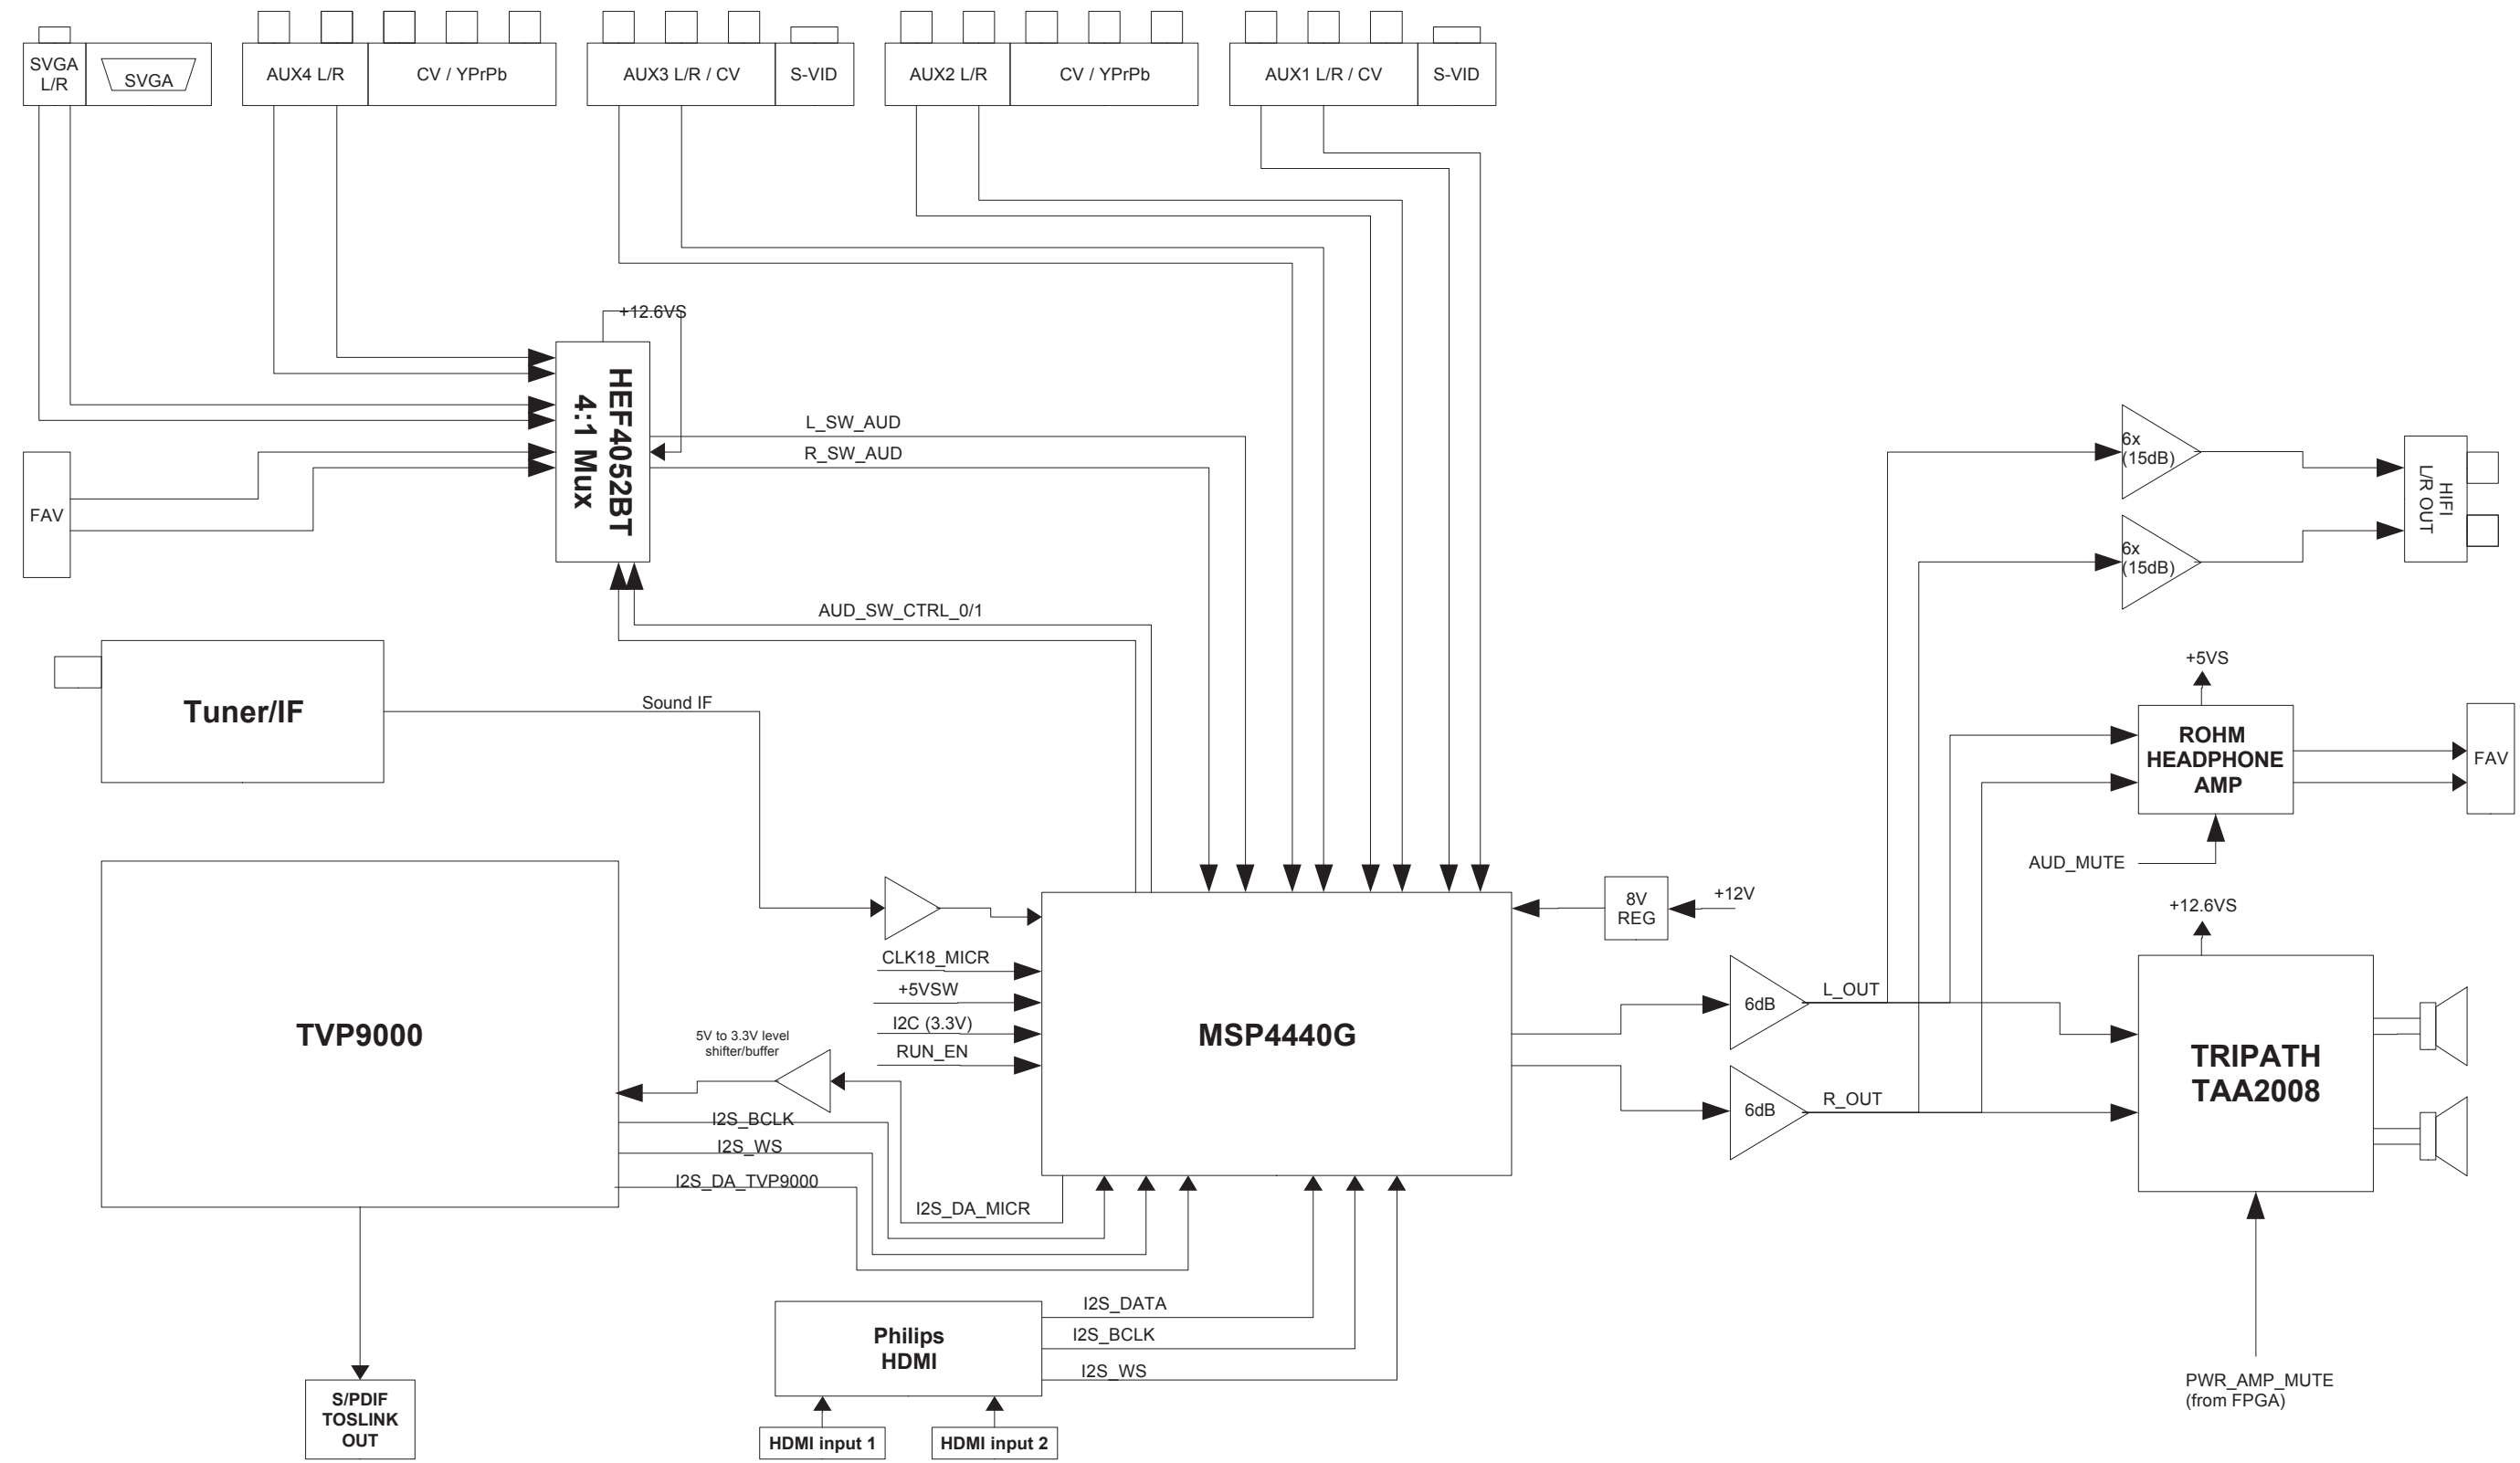 SVGA
L/R
SVGA
AUX4 L/R
CV / YPrPb
AUX3 L/R / CV
S-VID
AUX2 L/R
CV / YPrPb
AUX1 L/R / CV
S-VID
+12.6VS
HEF4052BT
4:1 Mux
L_SW_AUD
R_SW_AUD
FAV
AUD_SW_CTRL_0/1
6x
(15dB)
6x
(15dB)
HIFI
L/R OUT
Tuner/IF
Sound IF
+5VS
ROHM
HEADPHONE
AMP
FAV
AUD_MUTE
8V
REG
+12V
+12.6VS
CLK18_MICR
+5VSW
I2C (3.3V)
RUN_EN
TVP9000
5V to 3.3V level
shifter/buffer
MSP4440G
6dB
L_OUT
6dB
R_OUT
TRIPATH
TAA2008
I2S_BCLK
I2S_WS
I2S_DA_TVP9000
I2S_DA_MICR
Philips
HDMI
I2S_DATA
I2S_BCLK
I2S_WS
S/PDIF
TOSLINK
OUT
HDMI input 1
HDMI input 2
PWR_AMP_MUTE
(from FPGA)